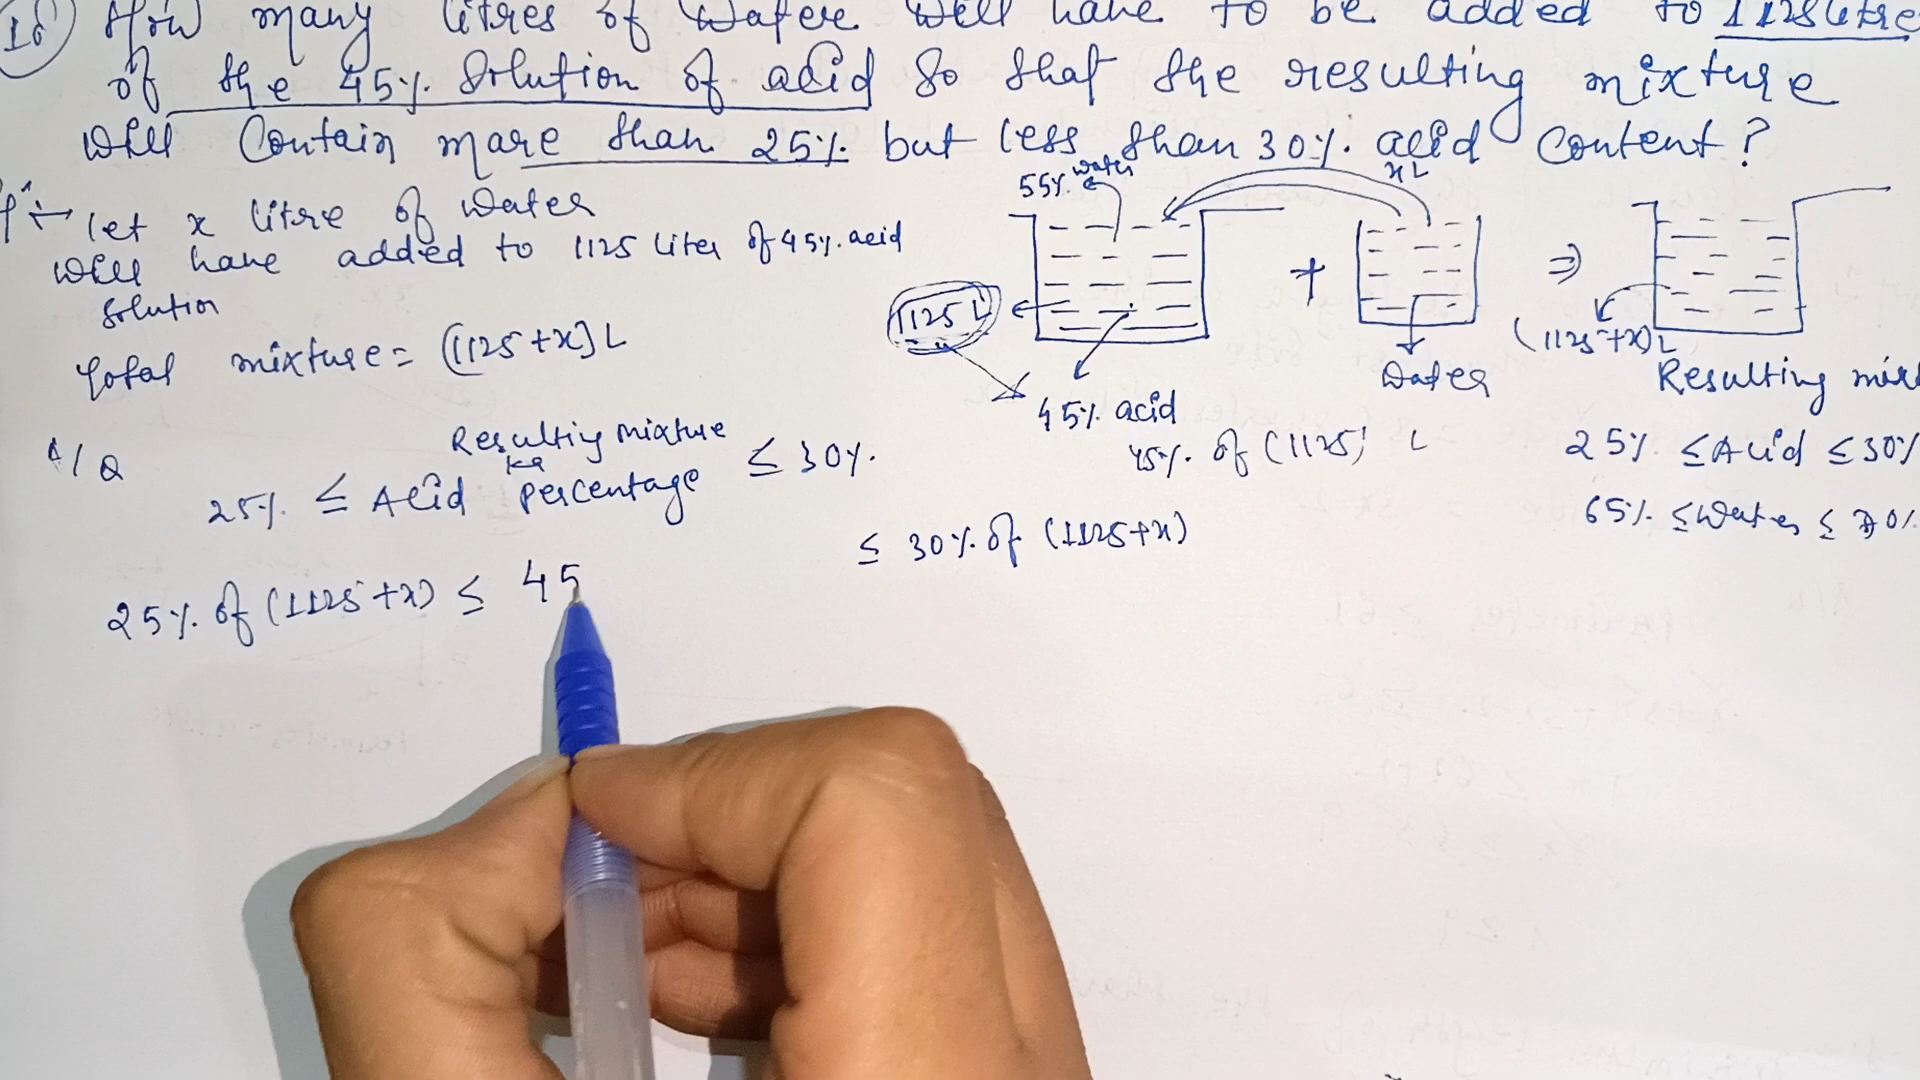 16 How many litres of water will have to be added to 1125 litre
of the 45% solution of acid so that the resulting mixture
will contain more than 25% but less than 30% acid content?
let x litre of water
will have added to 1125 liter of 45% acid
solution
Total mixture = (1125 + x) L
55% water
xL
+
⇒
1125 L
(1125+x)L
45% acid
Water
Resulting
45% of (1125) L
25% ≤ Acid ≤ 30%
65% ≤ Water ≤ 70%
A/Q
Resulting mixture
ka
25% ≤ Acid percentage ≤ 30%.
25% of (1125 + x) ≤ 45
≤ 30% of (1125+x)